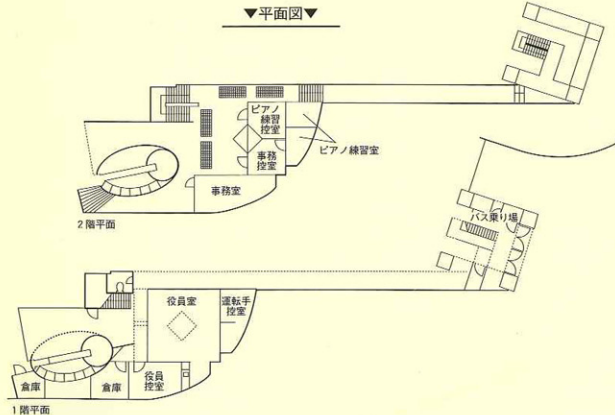 ▼平面図▼
ピアノ
練習
控室
ピアノ練習室
事務
控室
事務室
2階平面
バス乗り場
役員室
運転手
控室
倉庫
倉庫
役員
控室
1階平面